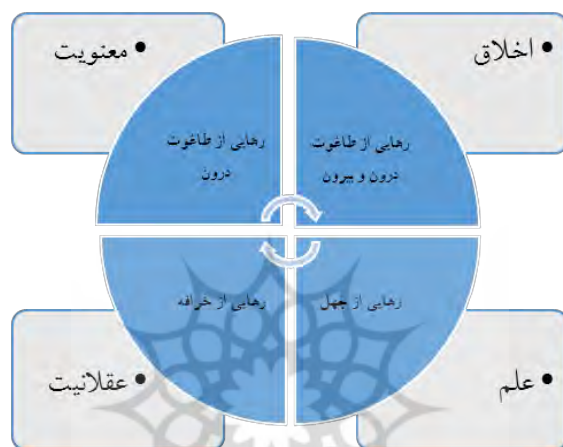 • اخلاق
• معنویت
رهایی از طاغوت
درون و بیرون
رهایی از طاغوت
درون
رهایی از جهل
رهایی از خرافه
• علم
• عقلانیت